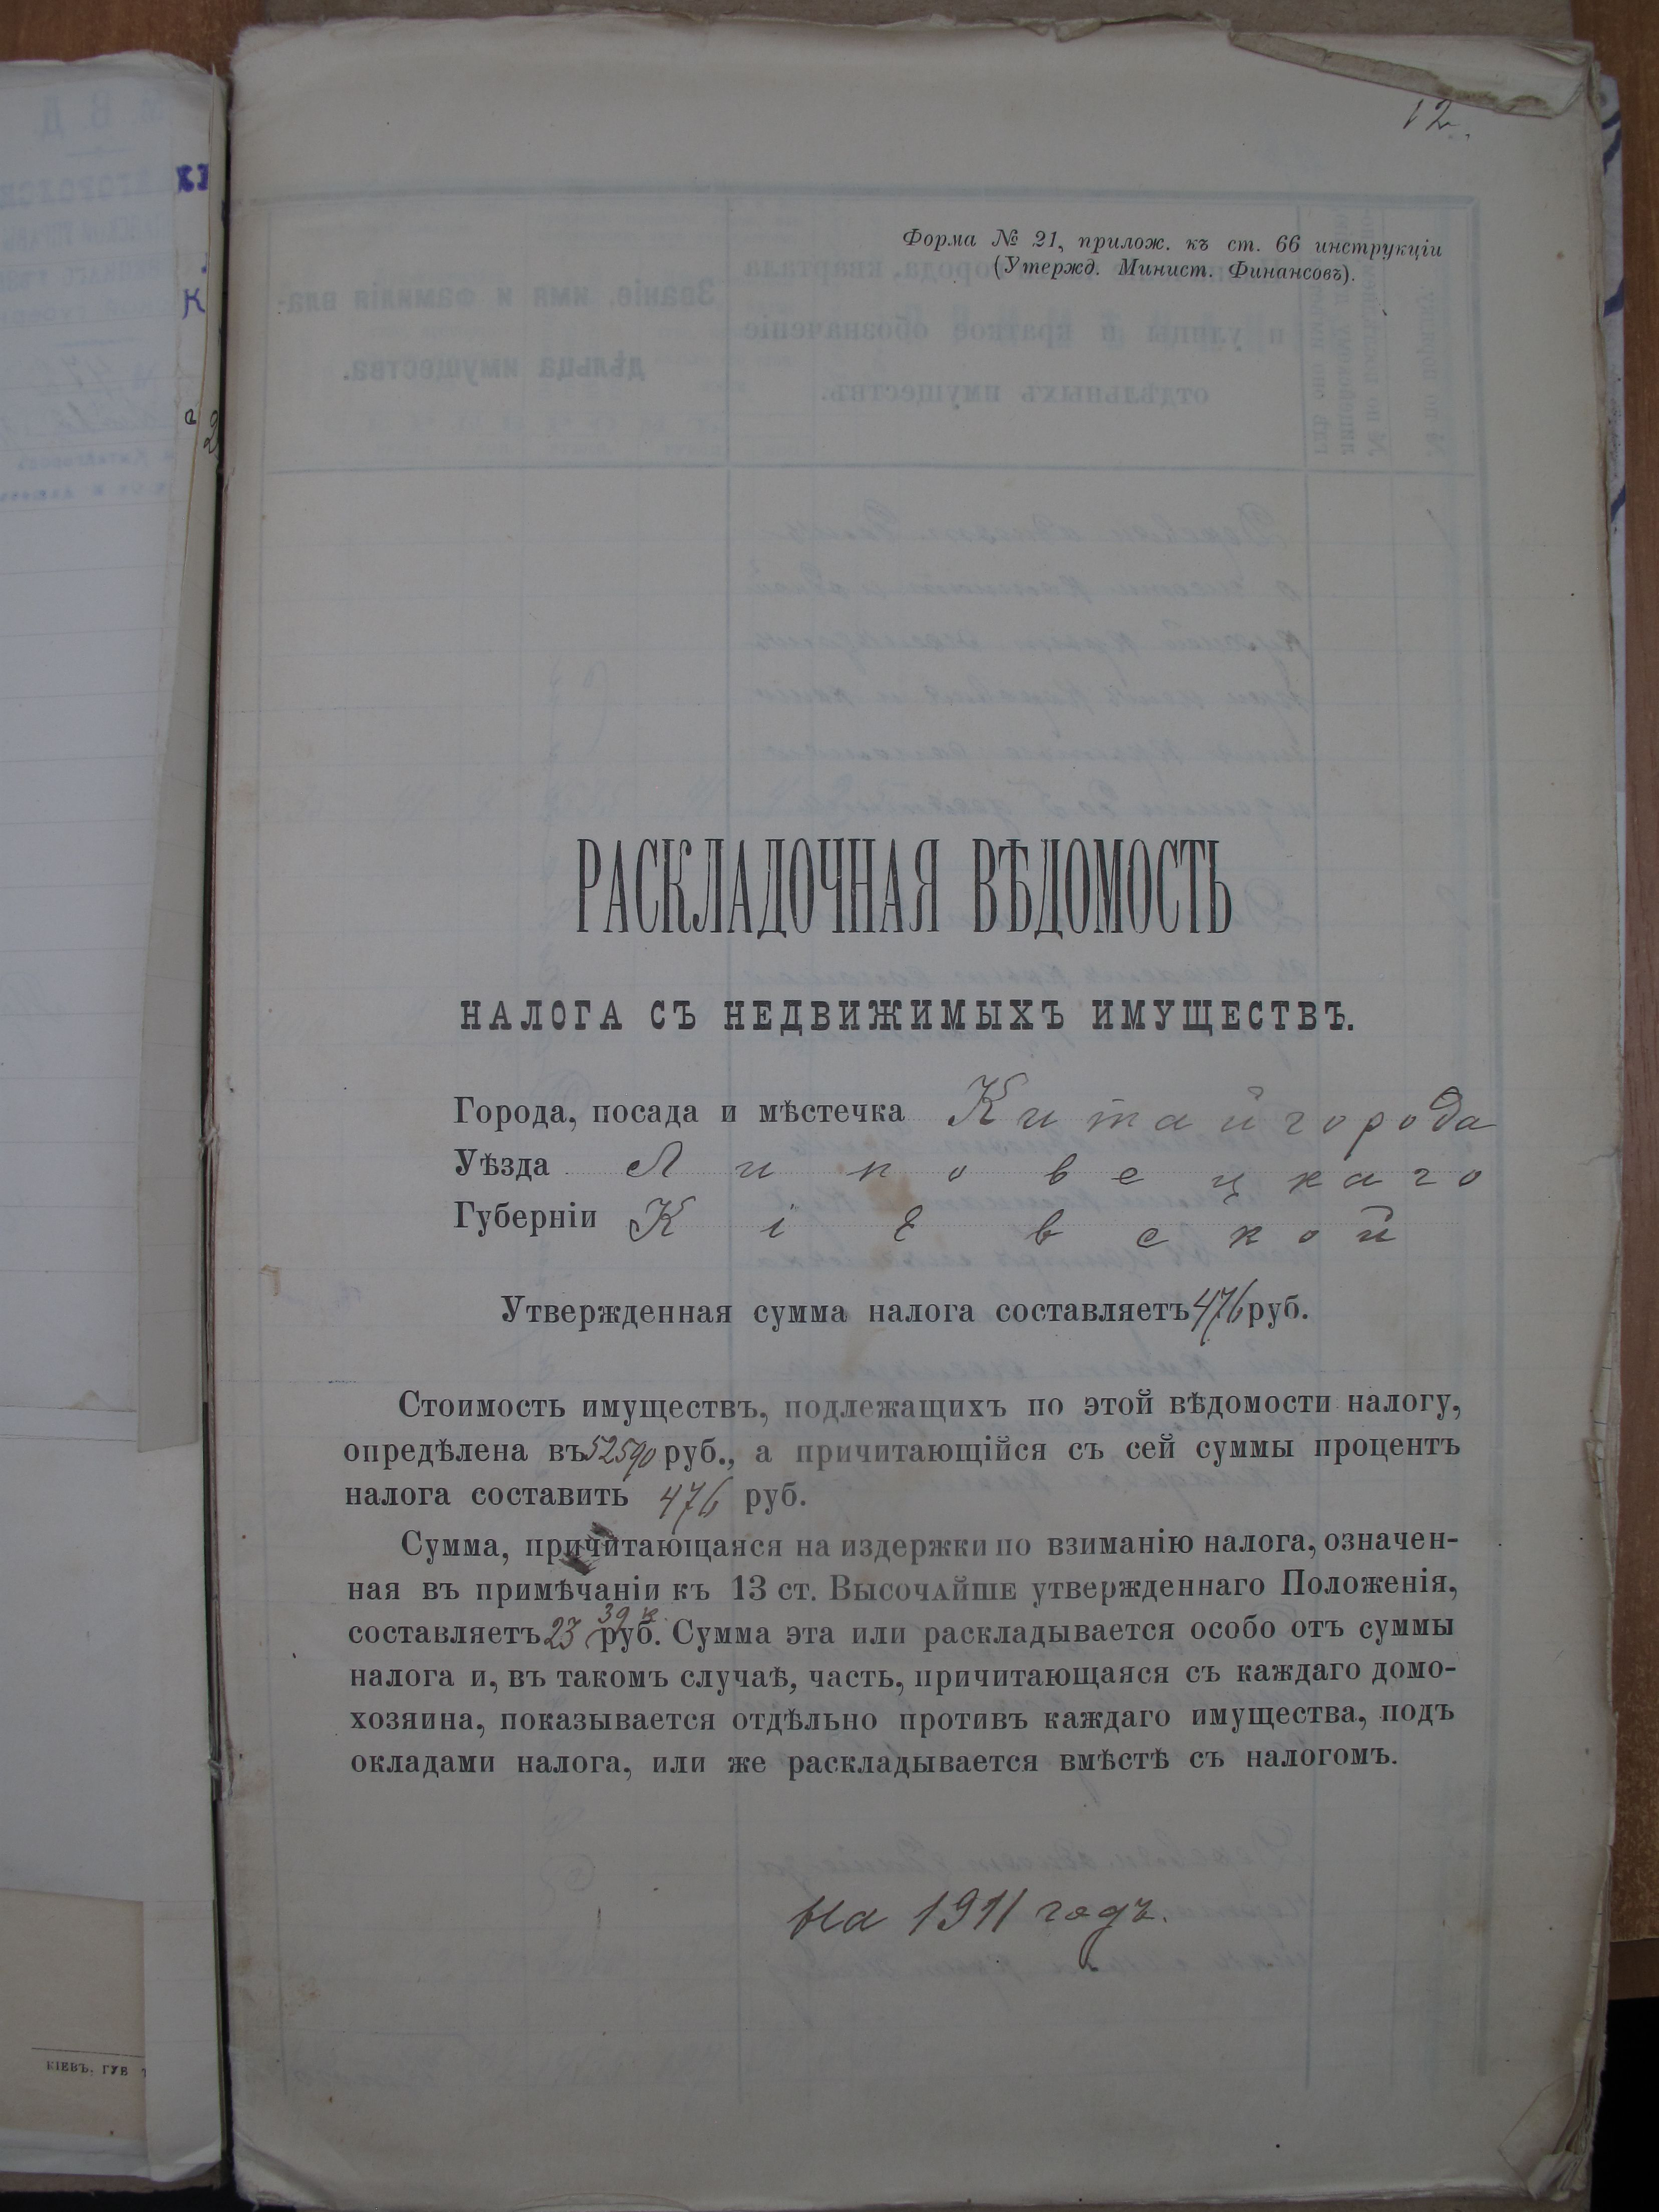 12.
Форма № 21, прилож. къ ст. 66 инструкціи
(Утержд. Минист. Финансовъ).
РАСКЛАДОЧНАЯ ВѢДОМОСТЬ
НАЛОГА СЪ НЕДВИЖИМЫХЪ ИМУЩЕСТВЪ.
Города, посада и мѣстечка Китайгорода
Уѣзда Липовецкаго
Губерніи Кіевской
Утвержденная сумма налога составляетъ 476 руб.
Стоимость имуществъ, подлежащихъ по этой вѣдомости налогу,
опредѣлена въ 52590 руб., а причитающійся съ сей суммы процентъ
налога составить 476 руб.
Сумма, причитающаяся на издержки по взиманію налога, означен-
ная въ примѣчаніи къ 13 ст. Высочайше утвержденнаго Положенія,
составляетъ 23 руб. 39 к. Сумма эта или раскладывается особо отъ суммы
налога и, въ такомъ случаѣ, часть, причитающаяся съ каждаго домо-
хозяина, показывается отдѣльно противъ каждаго имущества, подъ
окладами налога, или же раскладывается вмѣстѣ съ налогомъ.
На 1911 годъ.
КІЕВЪ. ГУБ